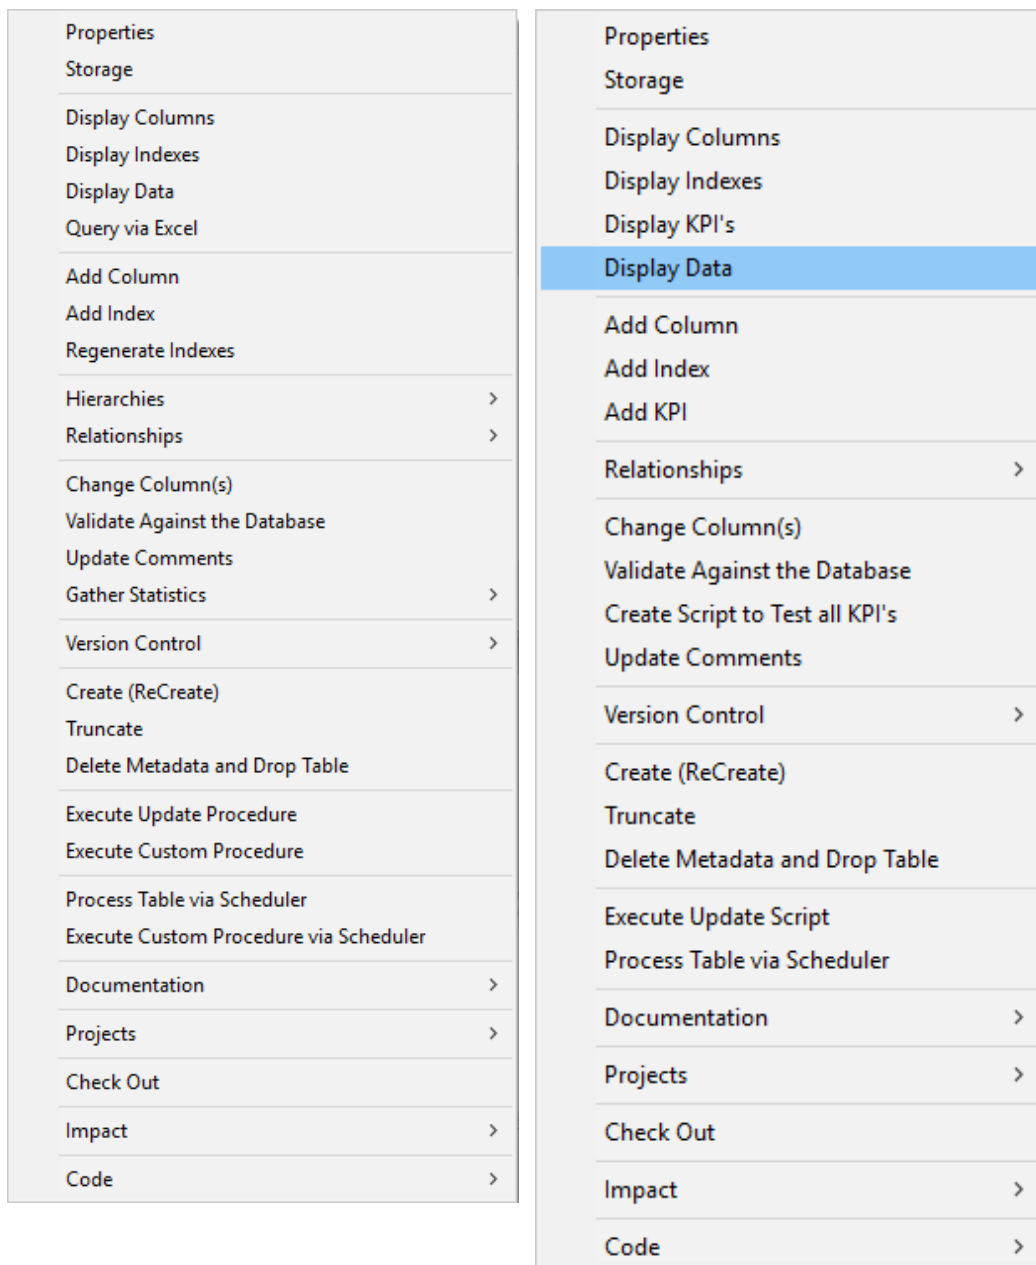 Properties
Storage
Display Columns
Display Indexes
Display Data
Query via Excel
Add Column
Add Index
Regenerate Indexes
Hierarchies
Relationships
Change Column(s)
Validate Against the Database
Update Comments
Gather Statistics
Version Control
Create (ReCreate)
Truncate
Delete Metadata and Drop Table
Execute Update Procedure
Execute Custom Procedure
Process Table via Scheduler
Execute Custom Procedure via Scheduler
Documentation
Projects
Check Out
Impact
Code
Properties
Storage
Display Columns
Display Indexes
Display KPI's
Display Data
Add Column
Add Index
Add KPI
Relationships
Change Column(s)
Validate Against the Database
Create Script to Test all KPI's
Update Comments
Version Control
Create (ReCreate)
Truncate
Delete Metadata and Drop Table
Execute Update Script
Process Table via Scheduler
Documentation
Projects
Check Out
Impact
Code